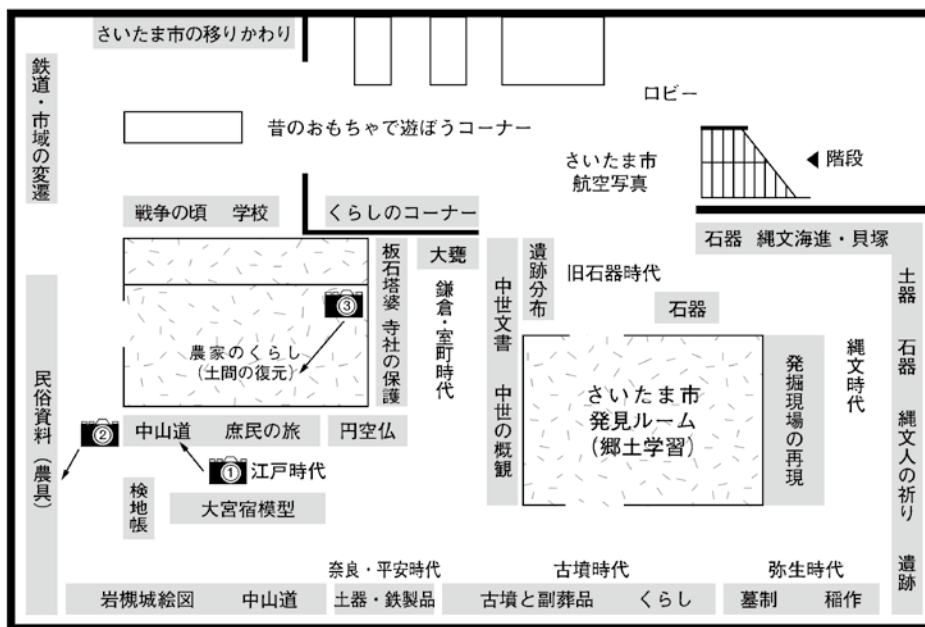 さいたま市の移りかわり
鉄道・市域の変遷
昔のおもちゃで遊ぼうコーナー
ロビー
さいたま市
航空写真
◀階段
戦争の頃 学校
くらしのコーナー
石器 縄文海進・貝塚
板石塔婆 寺社の保護
大甕
鎌倉・室町時代
中世文書 中世の概観
遺跡分布
旧石器時代
石器
土器 石器 縄文人の祈り 遺跡
縄文時代
③
農家のくらし
(土間の復元)
さいたま市
発見ルーム
(郷土学習)
発掘現場の再現
民俗資料(農具)
②
中山道 庶民の旅
円空仏
①
江戸時代
検地帳
大宮宿模型
奈良・平安時代
古墳時代
弥生時代
岩槻城絵図 中山道
土器・鉄製品
古墳と副葬品 くらし
墓制 稲作